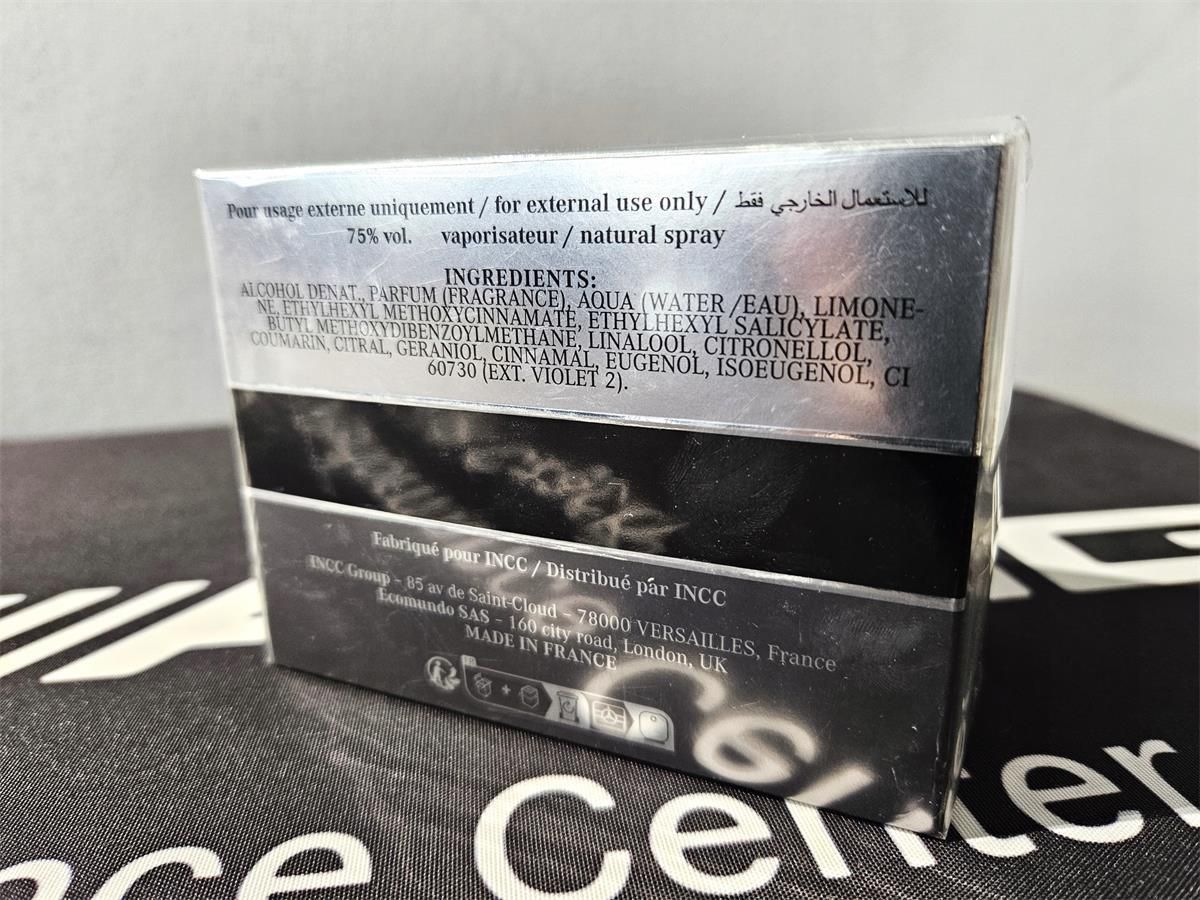 Pour usage externe uniquement / for external use only / للاستعمال الخارجي فقط
75% vol. vaporisateur / natural spray
INGREDIENTS:
ALCOHOL DENAT., PARFUM (FRAGRANCE), AQUA (WATER /EAU), LIMONE-
NE, ETHYLHEXYL METHOXYCINNAMATE, ETHYLHEXYL SALICYLATE,
BUTYL METHOXYDIBENZOYLMETHANE, LINALOOL, CITRONELLOL,
COUMARIN, CITRAL, GERANIOL, CINNAMAL, EUGENOL, ISOEUGENOL, CI
60730 (EXT. VIOLET 2).
Fabriqué pour INCC / Distribué par INCC
INCC Group – 85 av de Saint-Cloud – 78000 VERSAILLES, France
Ecomundo SAS – 160 city road, London, UK
MADE IN FRANCE
FR
Center